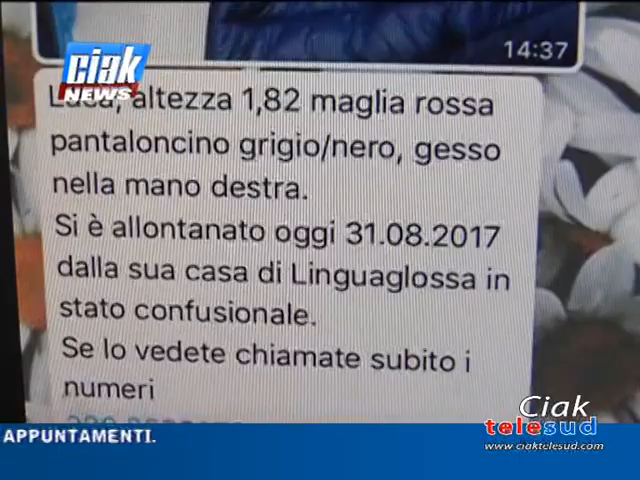 14:37
ciak
NEWS
Luca, altezza 1,82 maglia rossa
pantaloncino grigio/nero, gesso
nella mano destra.
Si è allontanato oggi 31.08.2017
dalla sua casa di Linguaglossa in
stato confusionale.
Se lo vedete chiamate subito i
numeri
APPUNTAMENTI.
Ciak
telesud
www.ciaktelesud.com